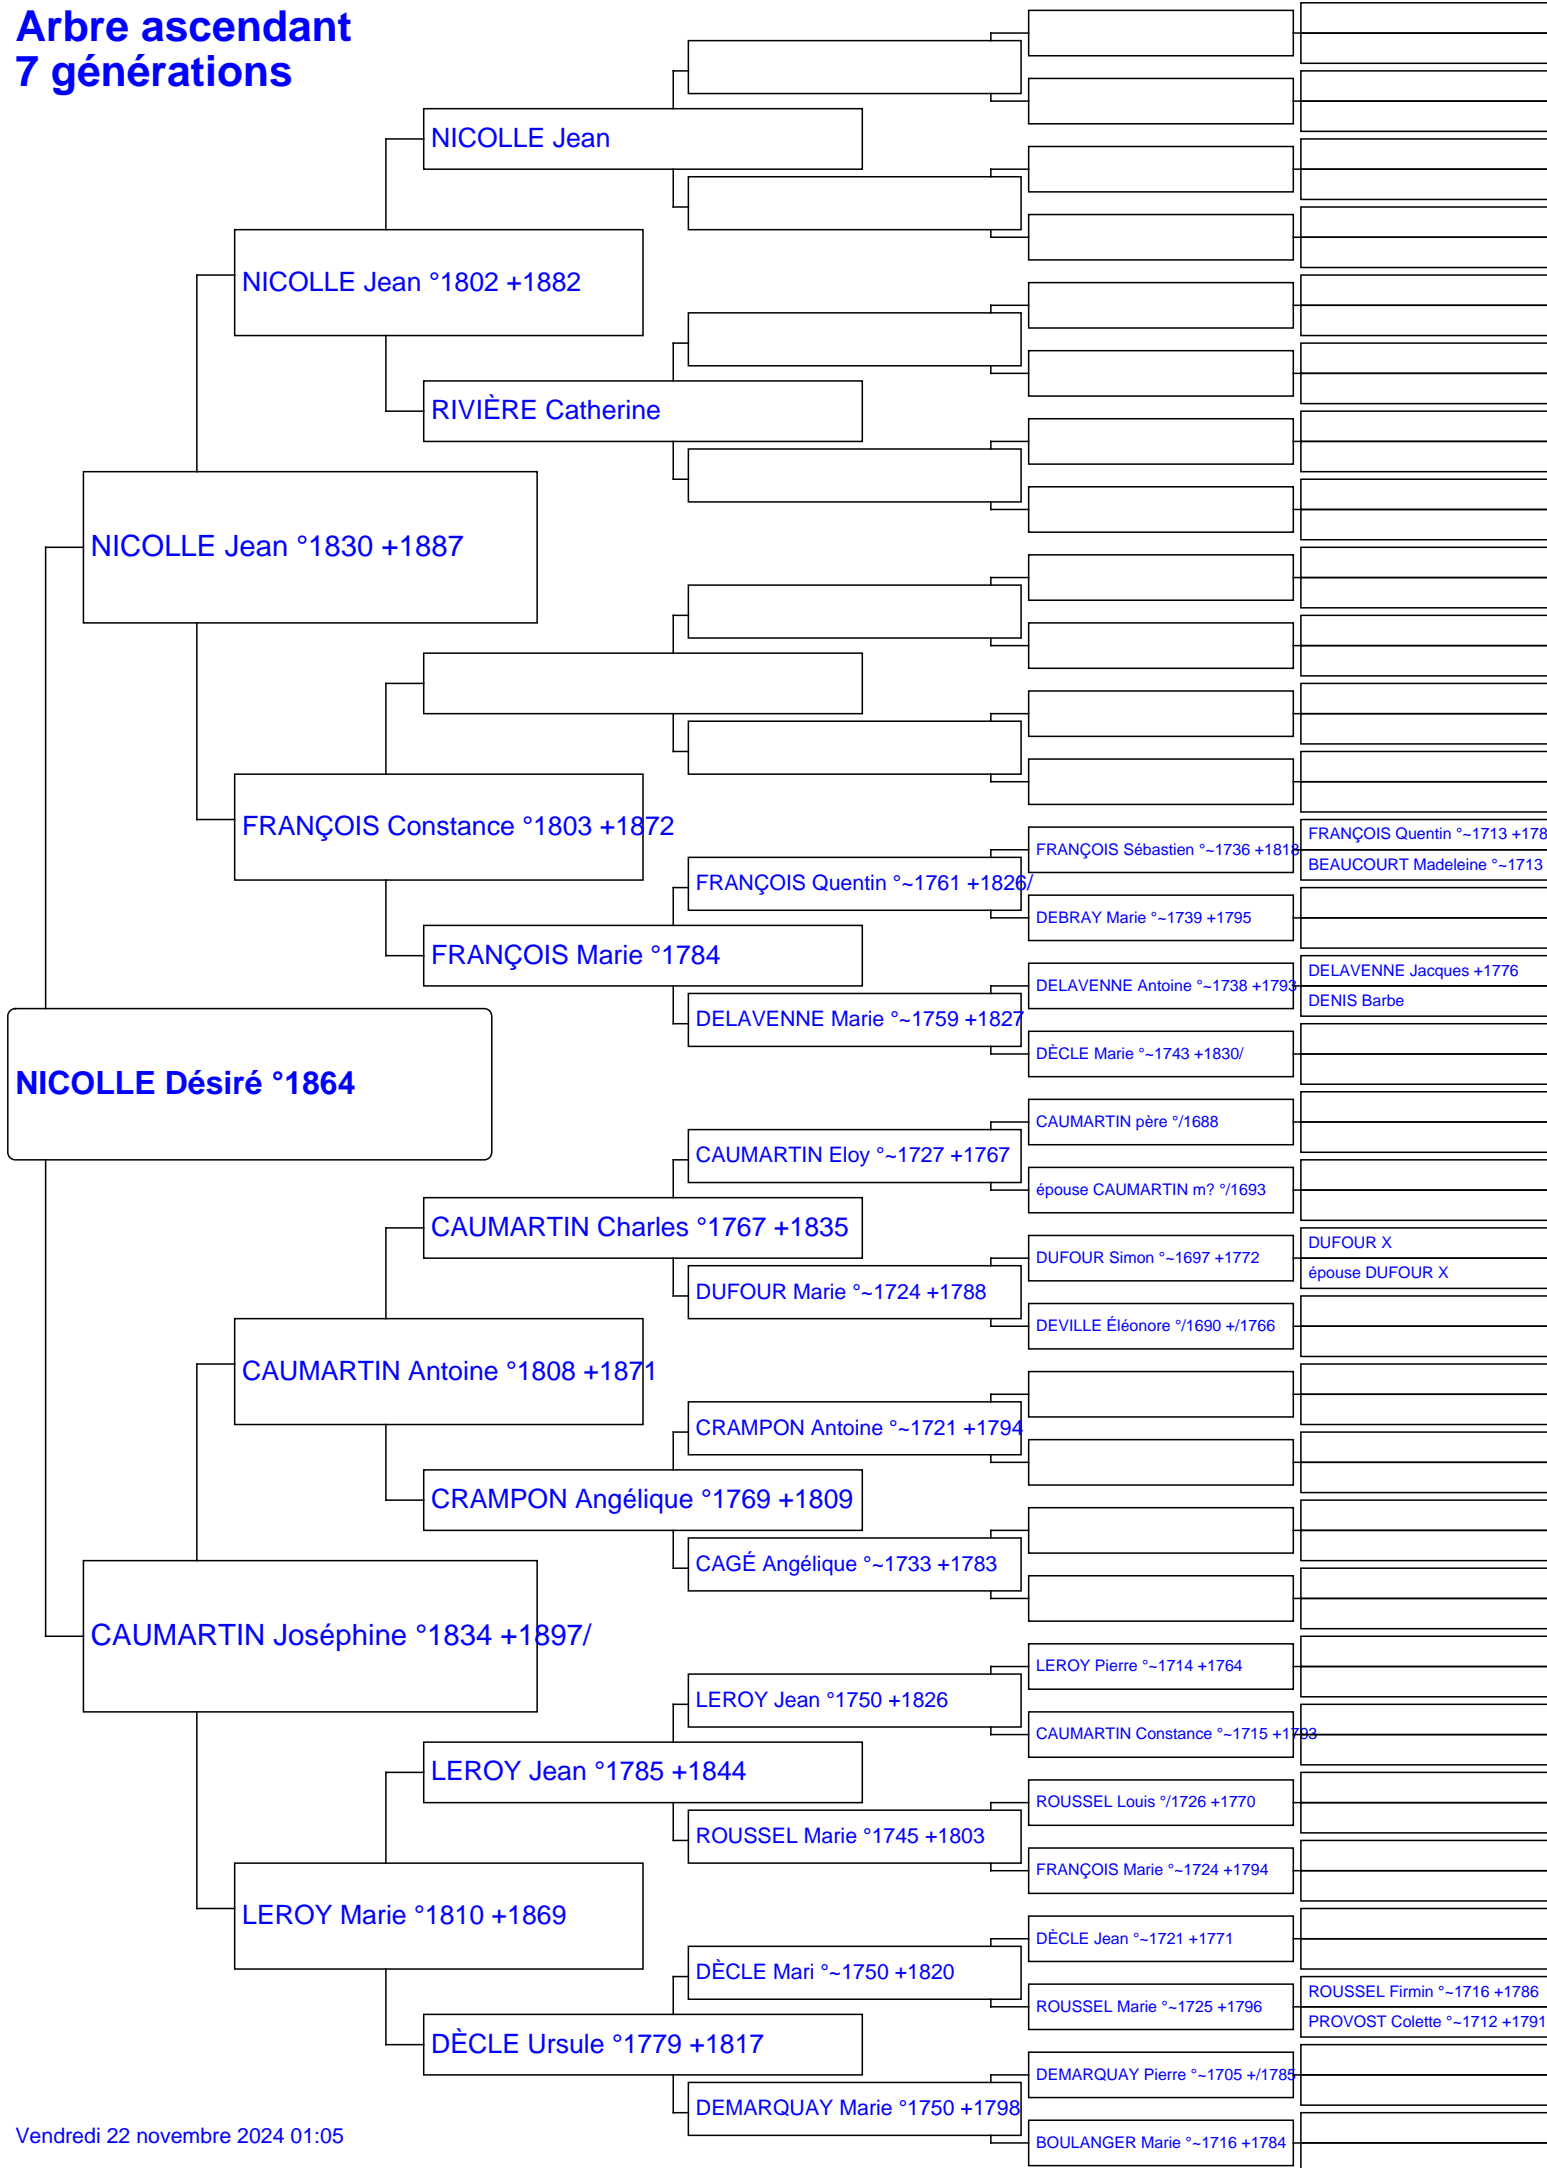 Arbre ascendant
7 générations
NICOLLE Jean
NICOLLE Jean °1802 +1882
RIVIÈRE Catherine
NICOLLE Jean °1830 +1887
FRANÇOIS Constance °1803 +1872
FRANÇOIS Quentin °~1713 +178
FRANÇOIS Sébastien °~1736 +1818
BEAUCOURT Madeleine °~1713
FRANÇOIS Quentin °~1761 +1826/
DEBRAY Marie °~1739 +1795
FRANÇOIS Marie °1784
DELAVENNE Jacques +1776
DELAVENNE Antoine °~1738 +1793
DENIS Barbe
DELAVENNE Marie °~1759 +1827
DÈCLE Marie °~1743 +1830/
NICOLLE Désiré °1864
CAUMARTIN père °/1688
CAUMARTIN Eloy °~1727 +1767
épouse CAUMARTIN m? °/1693
CAUMARTIN Charles °1767 +1835
DUFOUR X
DUFOUR Simon °~1697 +1772
épouse DUFOUR X
DUFOUR Marie °~1724 +1788
DEVILLE Éléonore °/1690 +/1766
CAUMARTIN Antoine °1808 +1871
CRAMPON Antoine °~1721 +1794
CRAMPON Angélique °1769 +1809
CAGÉ Angélique °~1733 +1783
CAUMARTIN Joséphine °1834 +1897/
LEROY Pierre °~1714 +1764
LEROY Jean °1750 +1826
CAUMARTIN Constance °~1715 +1793
LEROY Jean °1785 +1844
ROUSSEL Louis °/1726 +1770
ROUSSEL Marie °1745 +1803
FRANÇOIS Marie °~1724 +1794
LEROY Marie °1810 +1869
DÈCLE Jean °~1721 +1771
DÈCLE Mari °~1750 +1820
ROUSSEL Firmin °~1716 +1786
ROUSSEL Marie °~1725 +1796
PROVOST Colette °~1712 +1791
DÈCLE Ursule °1779 +1817
DEMARQUAY Pierre °~1705 +/1785
DEMARQUAY Marie °1750 +1798
BOULANGER Marie °~1716 +1784
Vendredi 22 novembre 2024 01:05